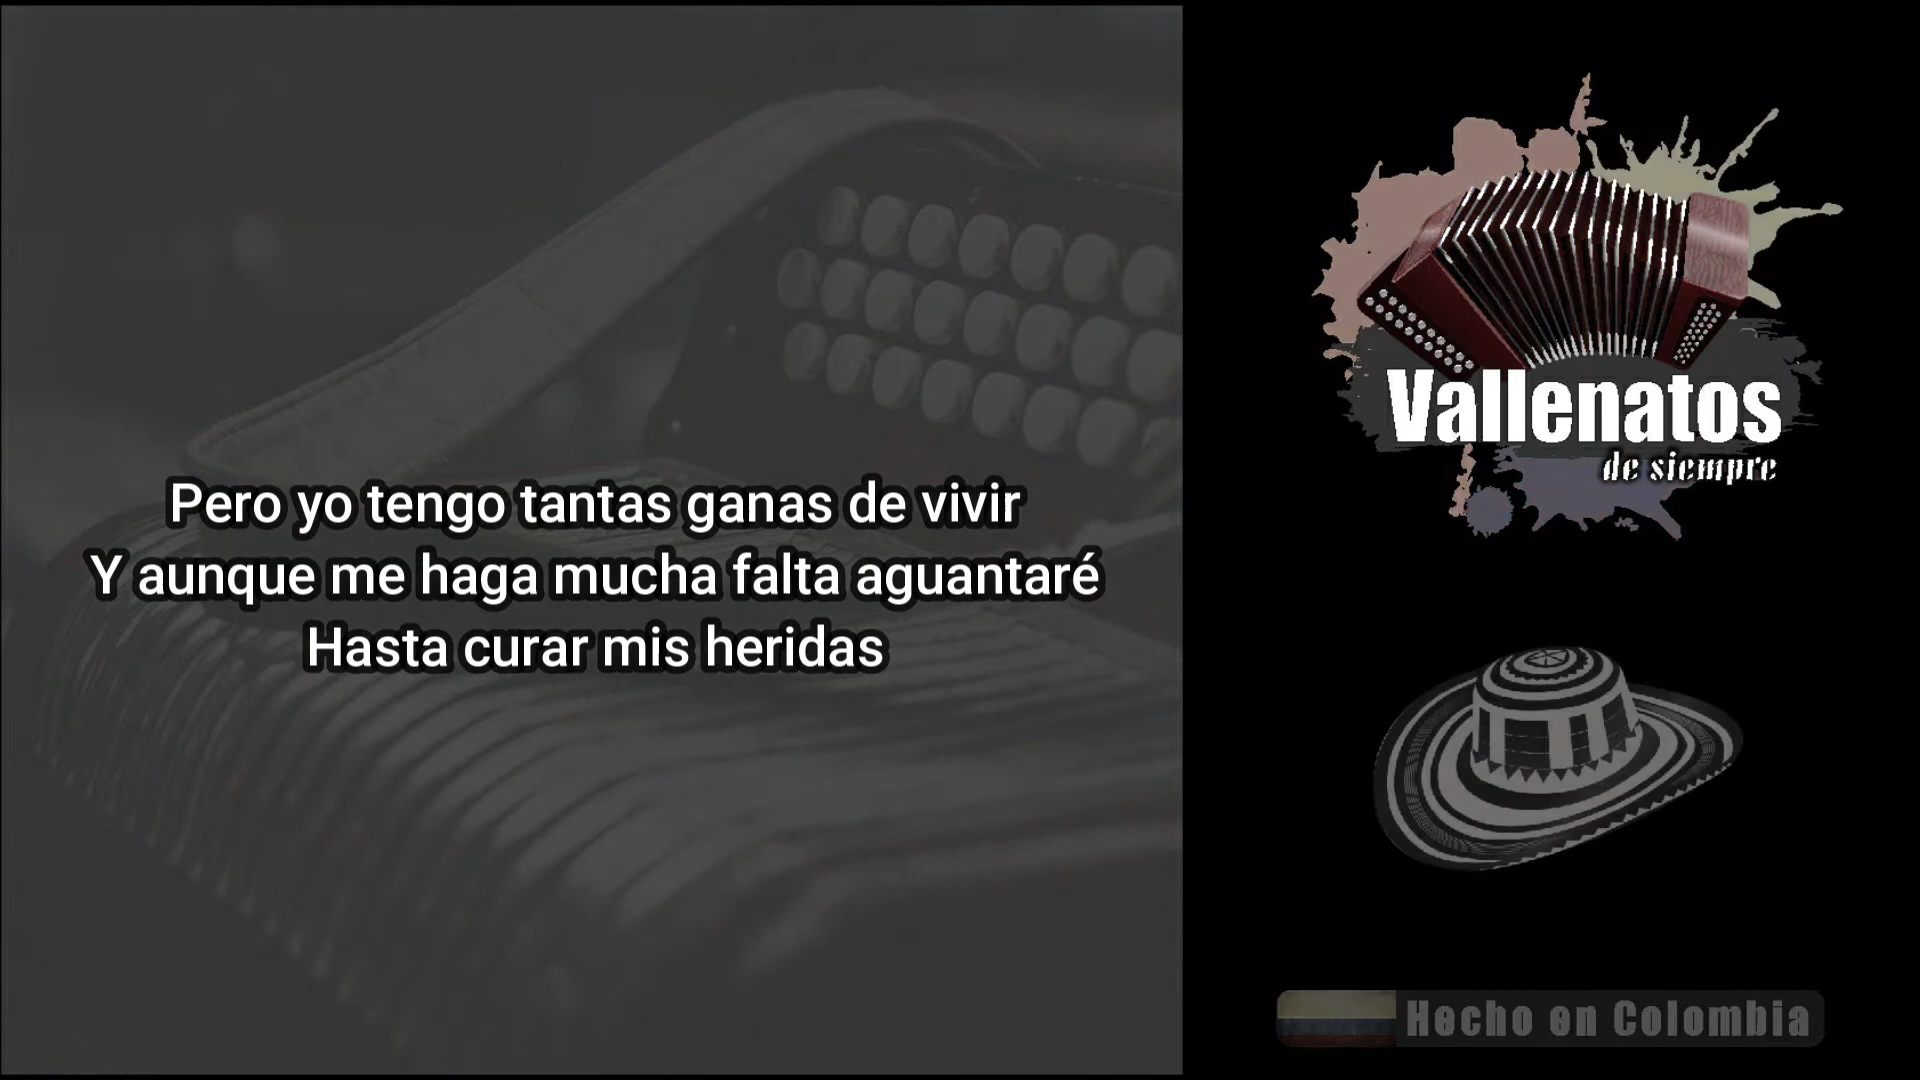 Pero yo tengo tantas ganas de vivir
Y aunque me haga mucha falta aguantaré
Hasta curar mis heridas
Vallenatos
de siempre
Hecho en Colombia